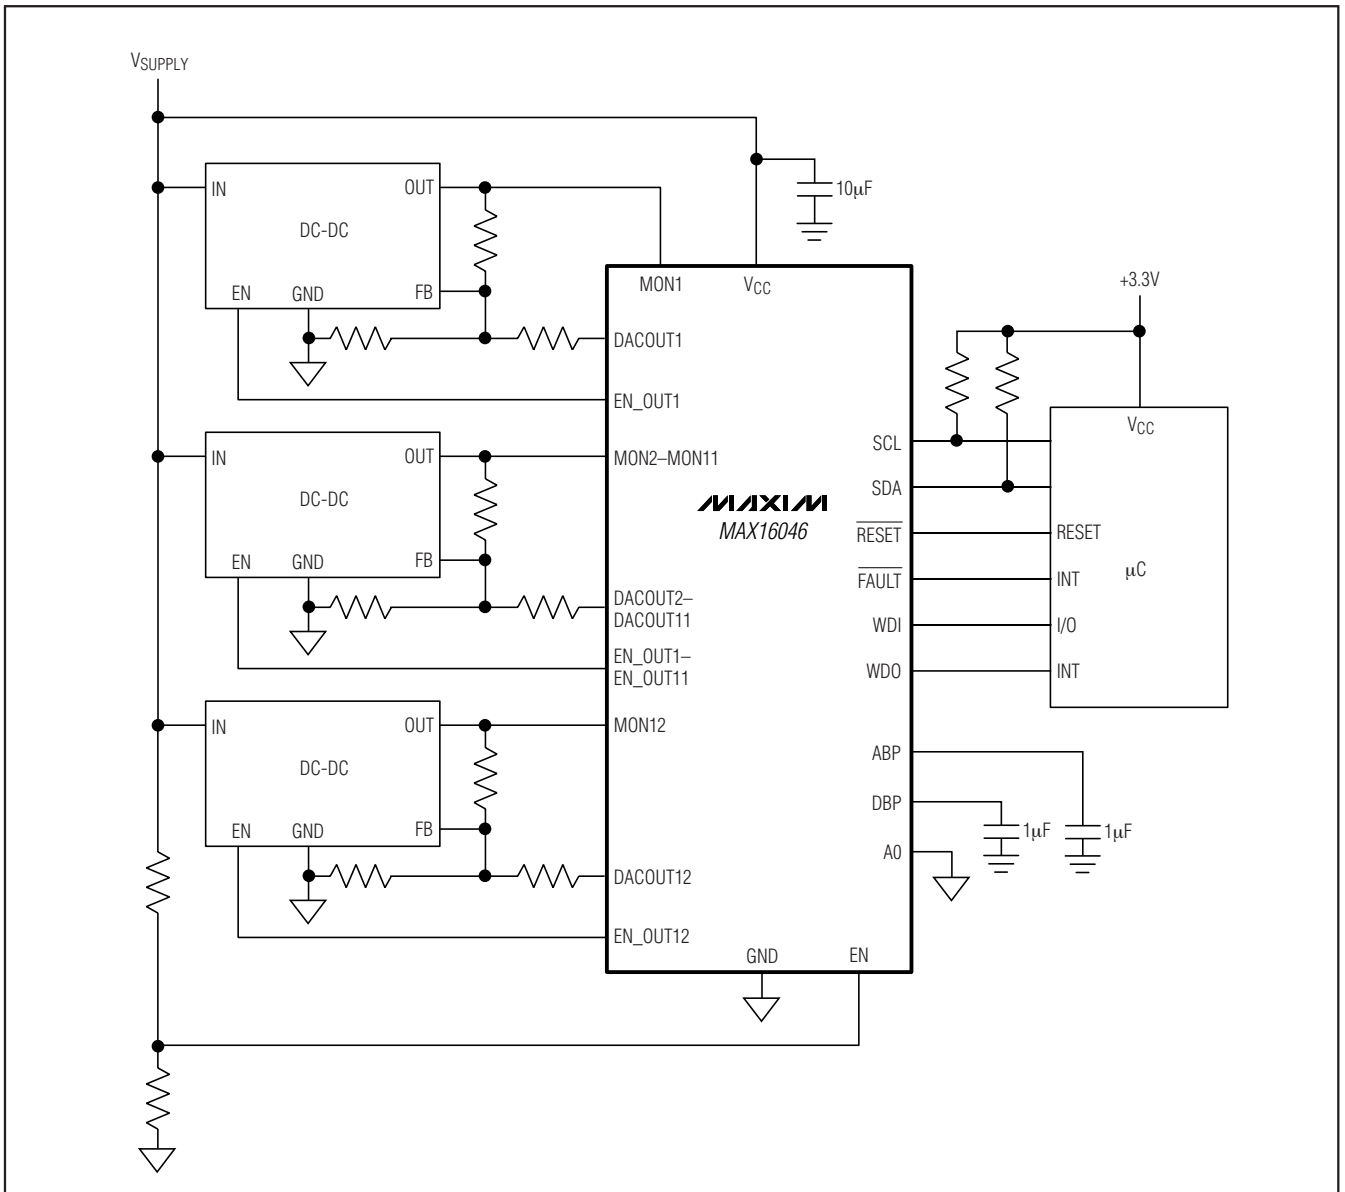 VSUPPLY
IN
OUT
DC-DC
EN
GND
FB
10µF
MON1
VCC
DACOUT1
EN_OUT1
IN
OUT
DC-DC
EN
GND
FB
MON2–MON11
DACOUT2–
DACOUT11
EN_OUT1–
EN_OUT11
IN
OUT
DC-DC
EN
GND
FB
MON12
DACOUT12
EN_OUT12
MAXIM
MAX16046
GND
EN
SCL
SDA
RESET
FAULT
WDI
WDO
ABP
DBP
A0
+3.3V
VCC
RESET
µC
INT
I/O
INT
1µF
1µF